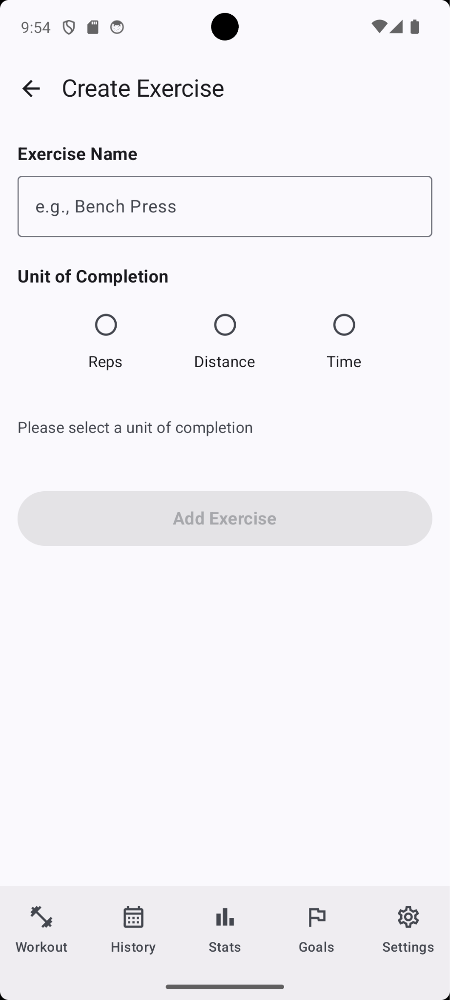 9:54
Create Exercise
Exercise Name
e.g., Bench Press
Unit of Completion
Reps
Distance
Time
Please select a unit of completion
Add Exercise
Workout
History
Stats
Goals
Settings